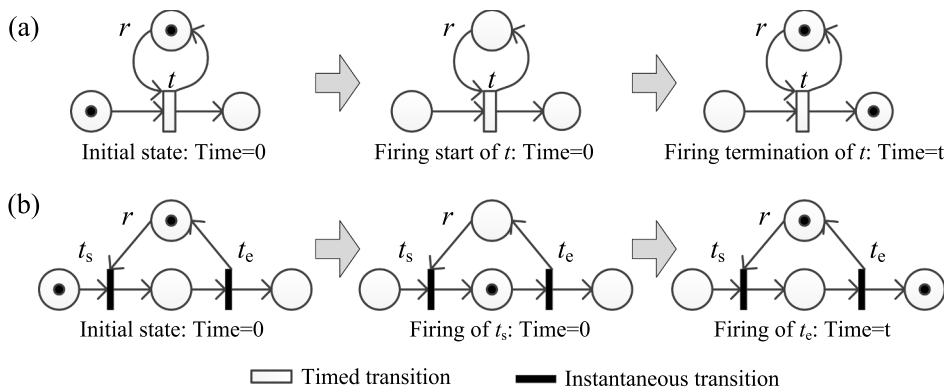 (a)
r
r
r
t
t
t
Initial state: Time=0
Firing start of t: Time=0
Firing termination of t: Time=t
(b)
r
r
r
ts
te
ts
te
ts
te
Initial state: Time=0
Firing of ts: Time=0
Firing of te: Time=t
Timed transition
Instantaneous transition